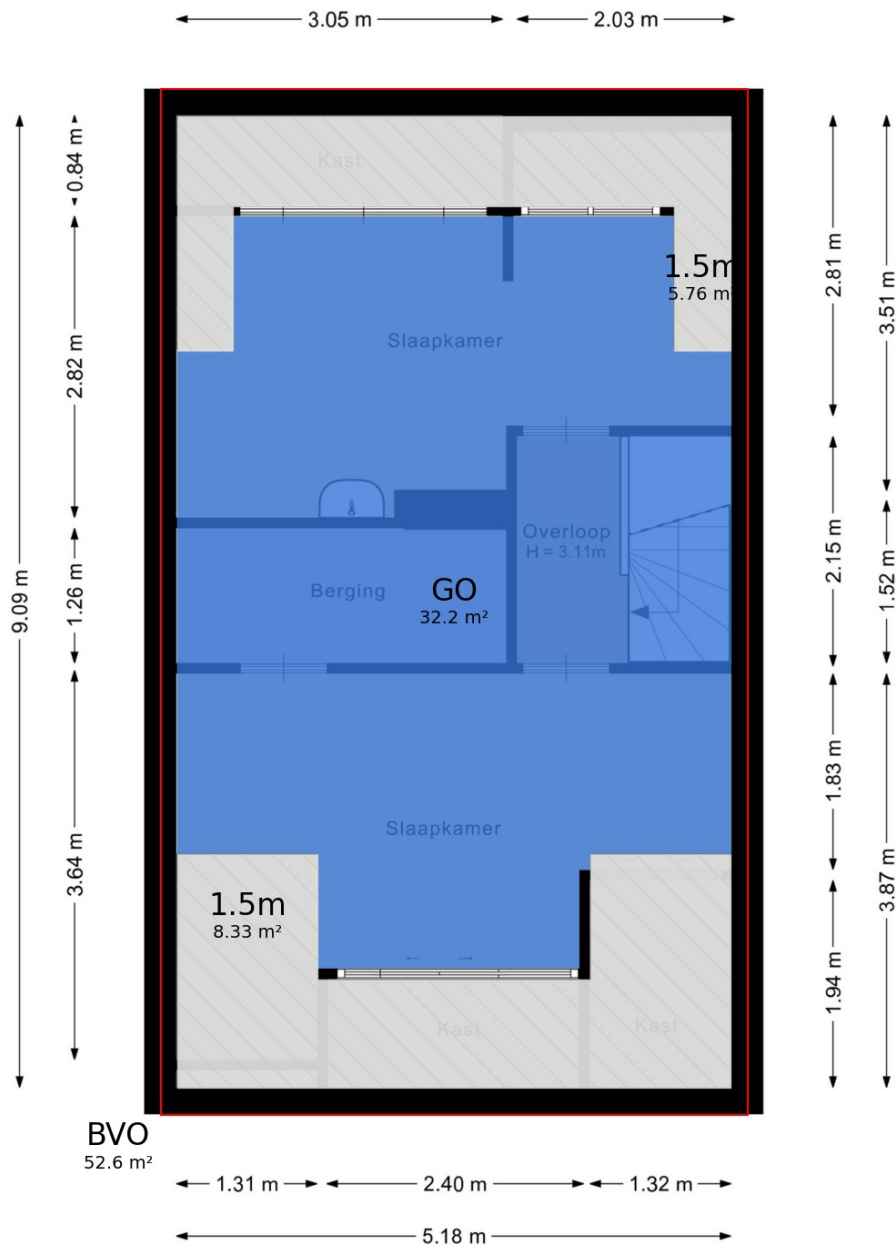 3.05 m
2.03 m
0.84 m
2.82 m
1.26 m
3.64 m
9.09 m
Kast
1.5m
5.76 m²
Slaapkamer
Overloop
H = 3.11m
Berging
GO
32.2 m²
Slaapkamer
1.5m
8.33 m²
Kast
Kast
2.81 m
2.15 m
1.83 m
1.94 m
3.51 m
1.52 m
3.87 m
BVO
52.6 m²
1.31 m
2.40 m
1.32 m
5.18 m